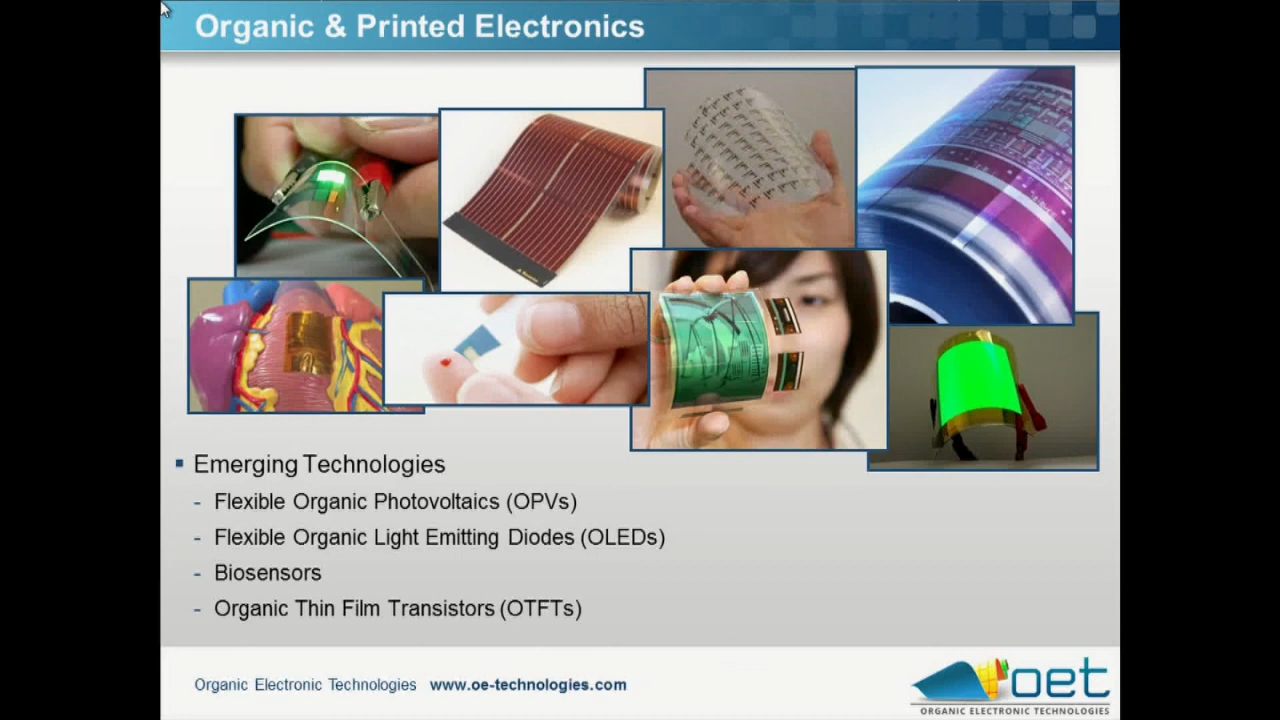 Organic & Printed Electronics
Emerging Technologies
- Flexible Organic Photovoltaics (OPVs)
- Flexible Organic Light Emitting Diodes (OLEDs)
- Biosensors
- Organic Thin Film Transistors (OTFTs)
Organic Electronic Technologies www.oe-technologies.com
oet
ORGANIC ELECTRONIC TECHNOLOGIES